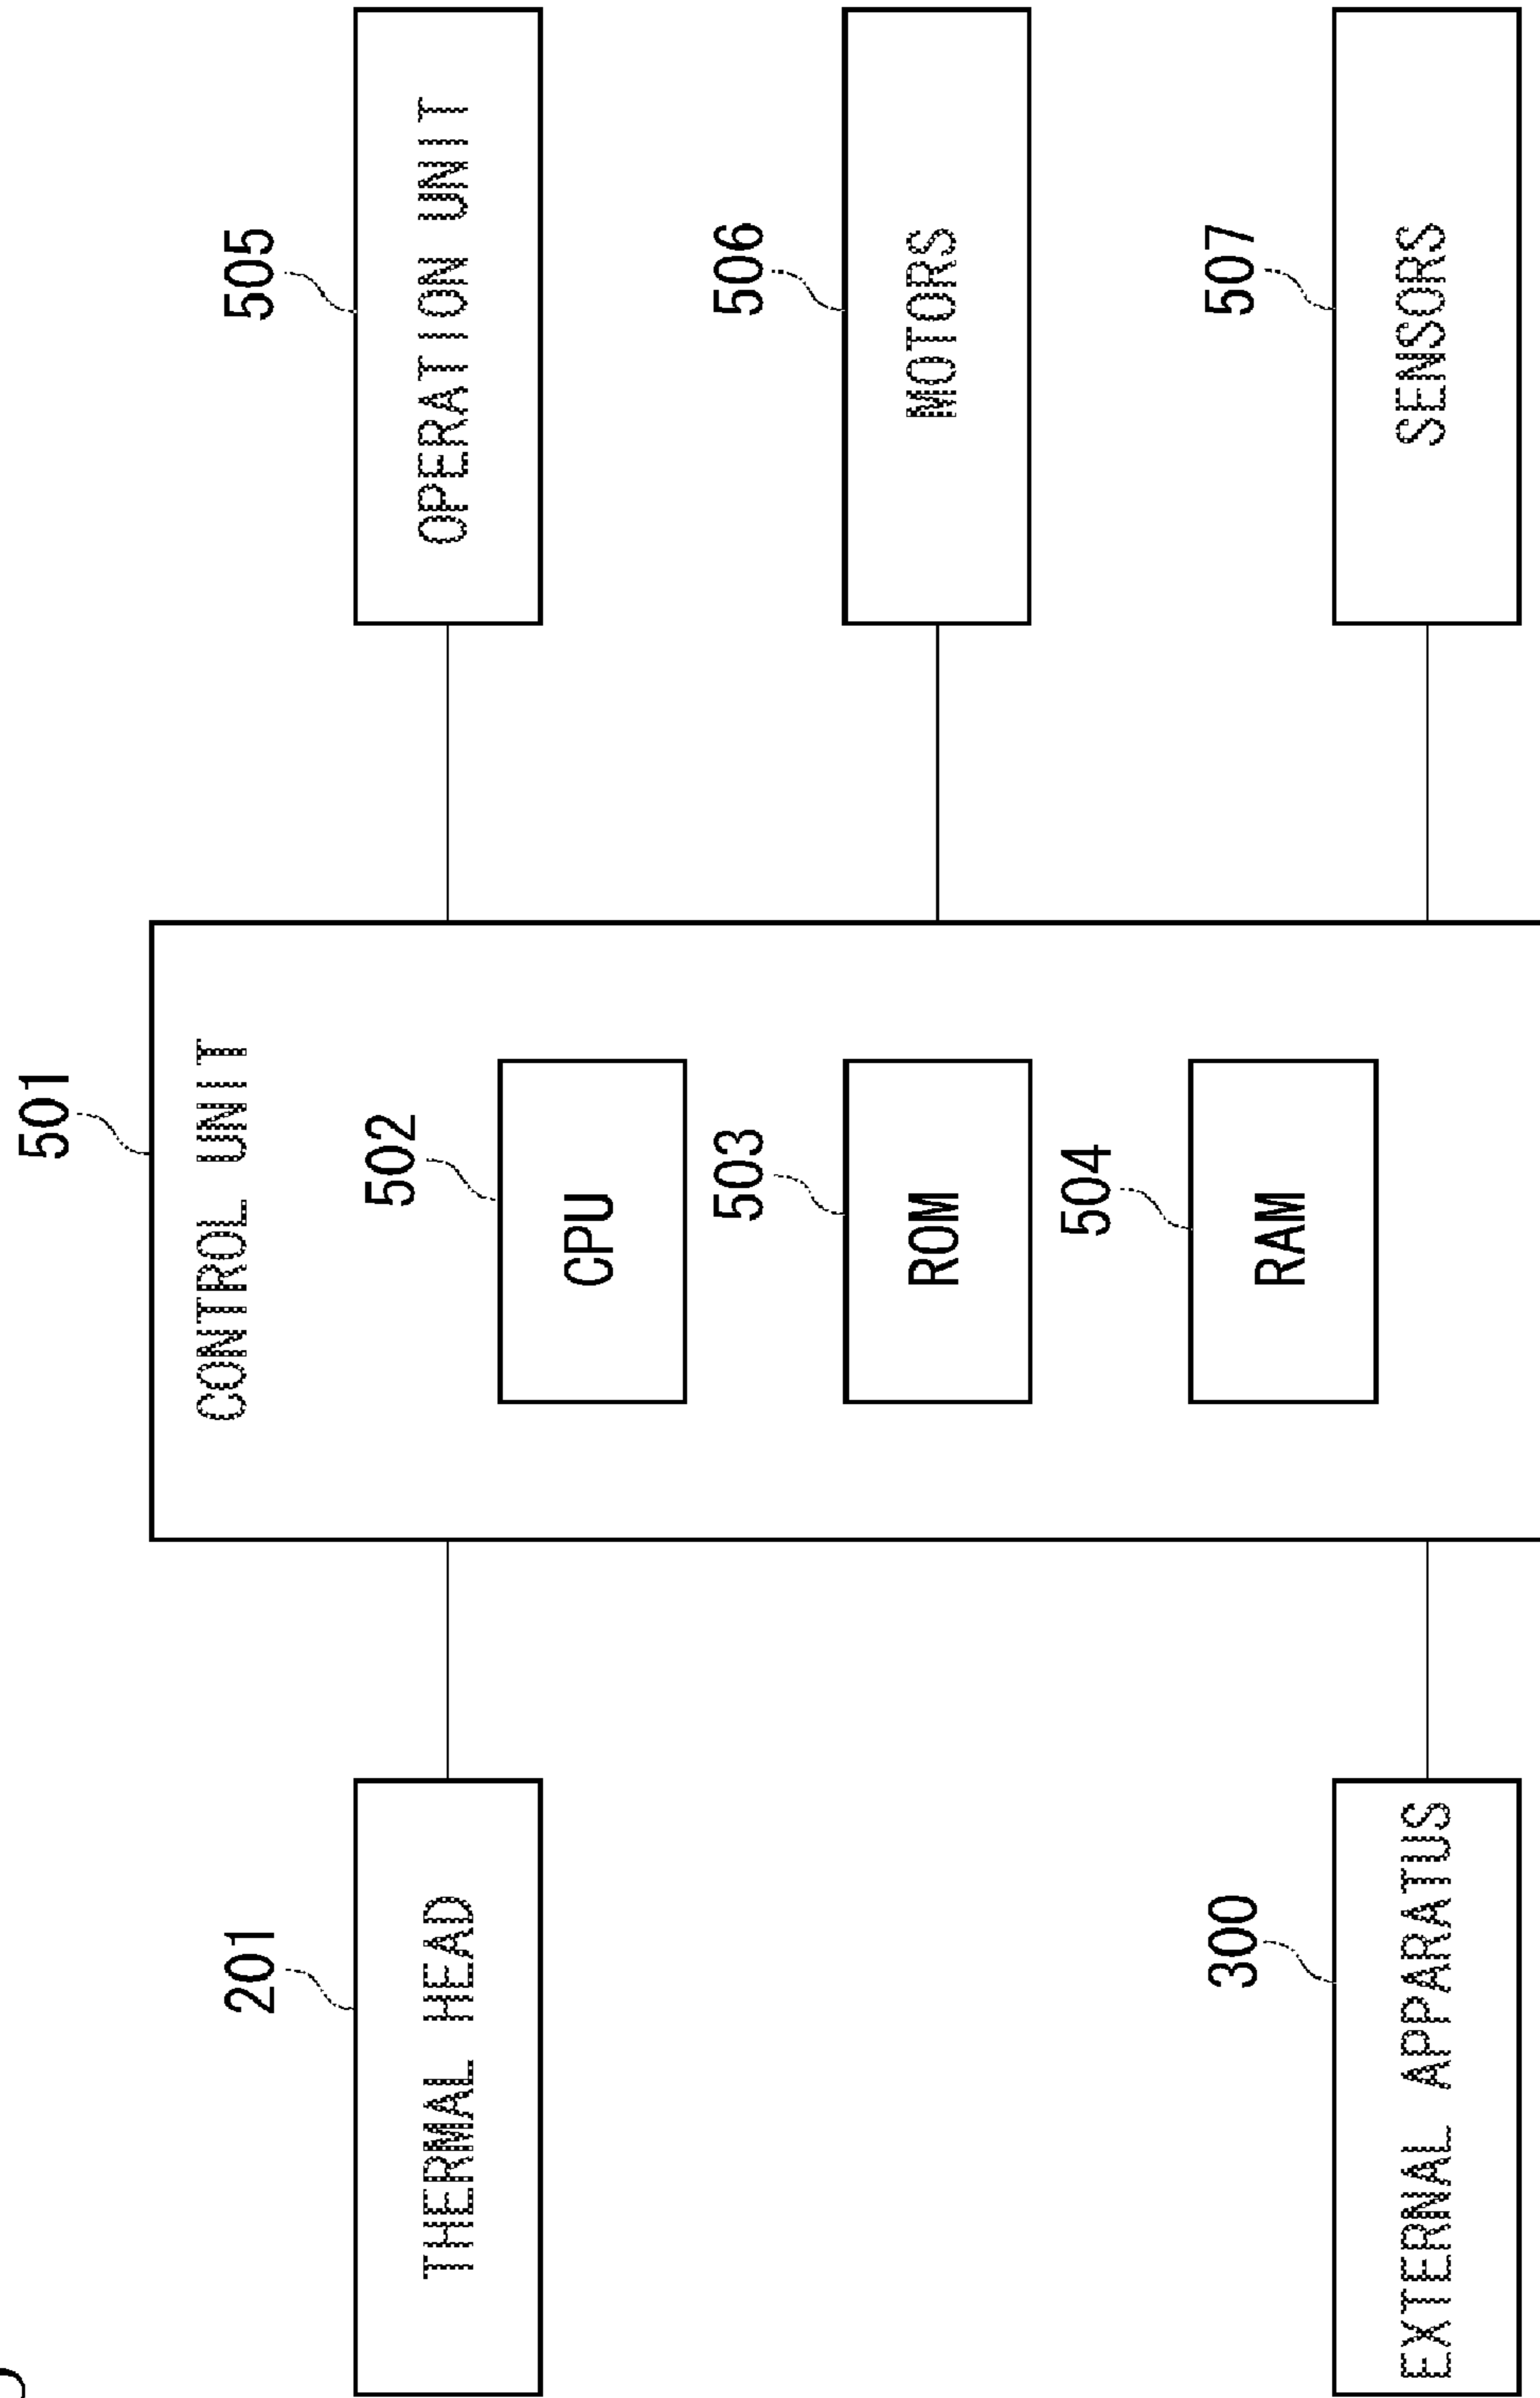 501
CONTROL UNIT
201
THERMAL HEAD
502
CPU
505
OPERATION UNIT
503
ROM
506
MOTORS
504
RAM
300
EXTERNAL APPARATUS
507
SENSORS